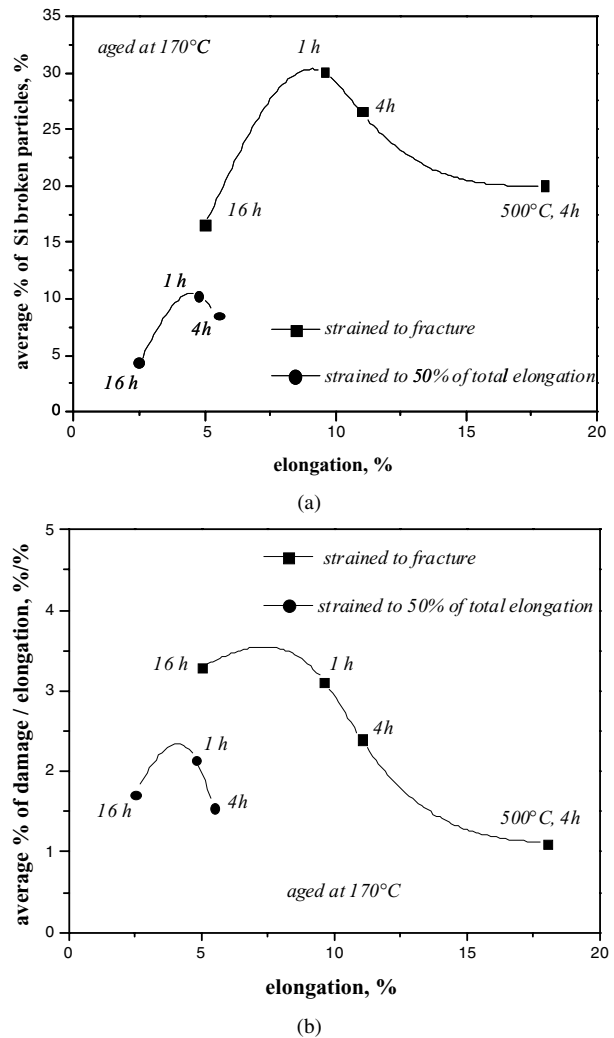 35
30
25
20
15
10
5
0
average % of Si broken particles, %
aged at 170°C
1 h
4h
16 h
500°C, 4h
1 h
4h
16 h
strained to fracture
strained to 50% of total elongation
0 5 10 15 20
elongation, %
(a)
5
4
3
2
1
0
average % of damage / elongation, %/%
strained to fracture
strained to 50% of total elongation
16 h
1 h
4h
1 h
16 h
4h
500°C, 4h
aged at 170°C
0 5 10 15 20
elongation, %
(b)